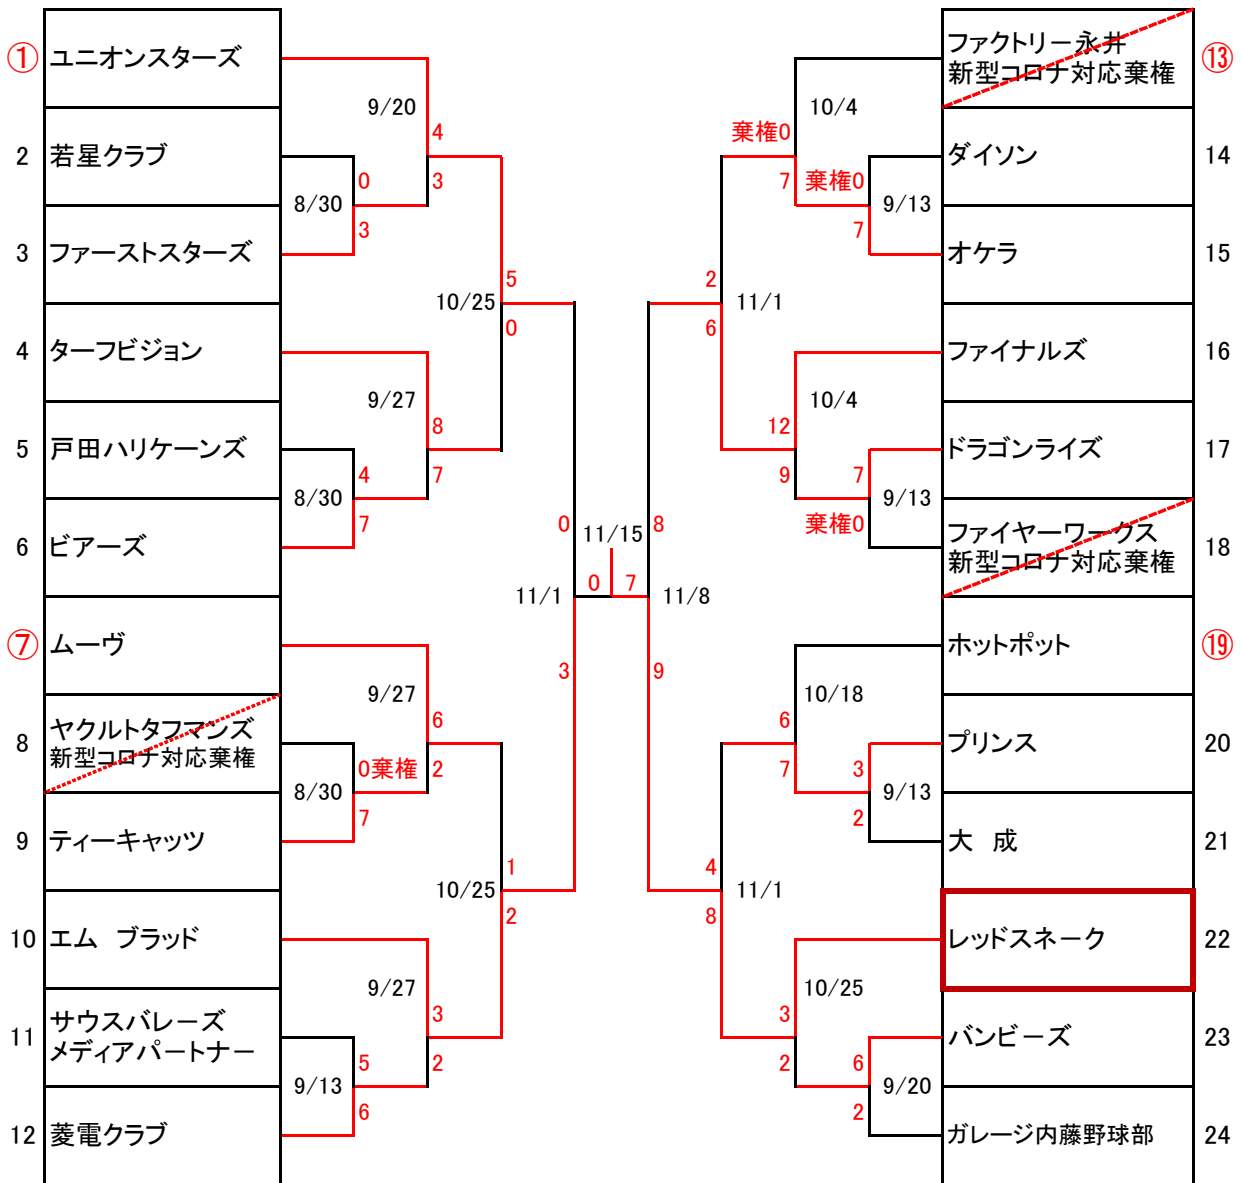 ① ユニオンスターズ
2 若星クラブ
3 ファーストスターズ
4 ターフビジョン
5 戸田ハリケーンズ
6 ビアーズ
⑦ ムーヴ
8 ヤクルトタフマンズ
新型コロナ対応棄権
9 ティーキャッツ
10 エム ブラッド
11 サウスバレーズ
メディアパートナー
12 菱電クラブ
9/20
4
3
8/30
0
3
10/25
5
0
9/27
8
7
8/30
4
7
11/1
0
3
9/27
6
2
8/30
0棄権
7
10/25
1
2
9/27
3
2
9/13
5
6
11/15
0 7
11/8
8
9
11/1
2
6
10/4
棄権0
7
9/13
棄権0
7
10/4
12
9
9/13
7
棄権0
11/1
4
8
10/18
6
7
9/13
3
2
10/25
3
2
9/20
6
2
ファクトリー永井
新型コロナ対応棄権 ⑬
ダイソン 14
オケラ 15
ファイナルズ 16
ドラゴンライズ 17
ファイヤーワークス
新型コロナ対応棄権 18
ホットポット ⑲
プリンス 20
大 成 21
レッドスネーク 22
バンビーズ 23
ガレージ内藤野球部 24